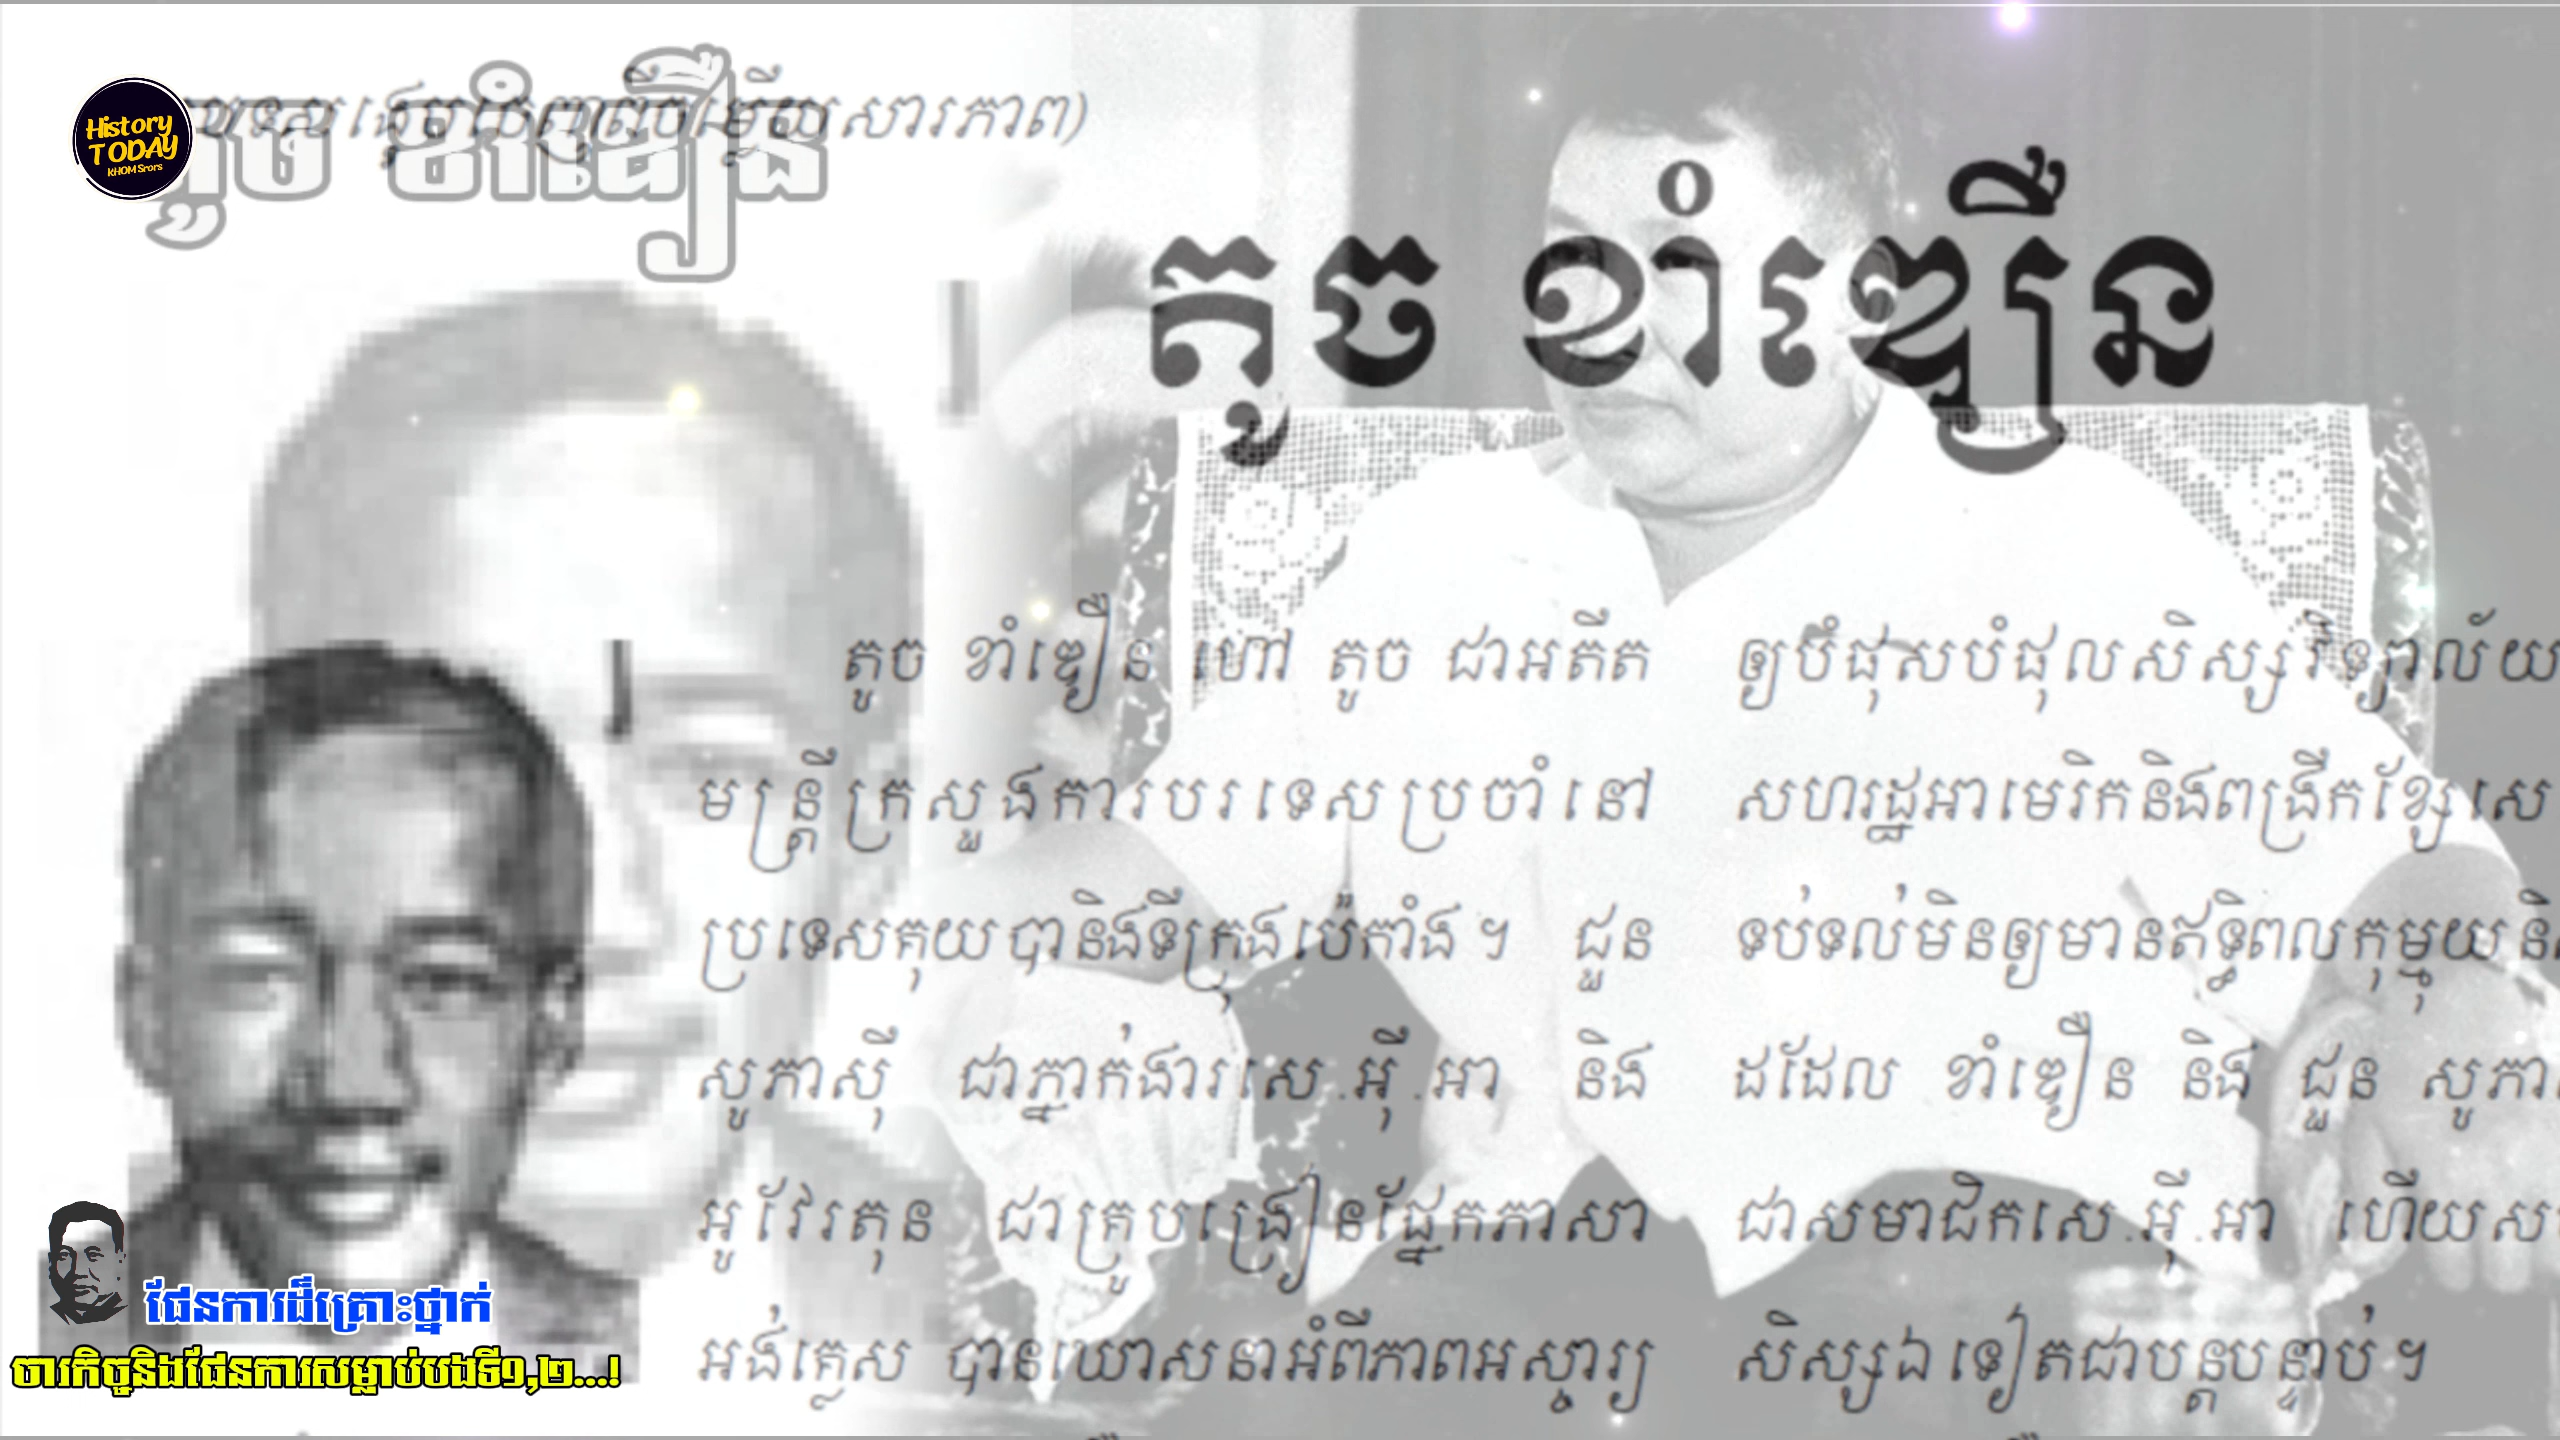 History
TODAY
KHOM Srors
តូច ខាំឌឿន
តូច ខាំឌឿន
តូច ខាំឌឿន ហៅ តូច ជាអតីត
មន្ត្រីក្រសួងការបរទេសប្រចាំនៅ
ប្រទេសគុយបានិងទីក្រុងប៉េកាំង។ ជួន
សូភាស៊ី ជាភ្នាក់ងារសេ.អ៊ី.អា និង
អូវែរតុន ជាគ្រូបង្រៀនផ្នែកភាសា
អង់គ្លេស បានឃោសនាអំពីភាពអស្ចារ្យ
ឲ្យបំផុសបំផុលសិស្សវិទ្យាល័យ
សហរដ្ឋអាមេរិកនិងពង្រីកខ្សែសេ
ទប់ទល់មិនឲ្យមានឥទ្ធិពលកុម្មុយនិ
ដដែល ខាំឌឿន និង ជួន សូភា
ជាសមាជិកសេ.អ៊ី.អា ហើយ
សិស្សឯទៀតជាបន្តបន្ទាប់។
ផែនការដ៏គ្រោះថ្នាក់
ចារកិច្ចនិងផែនការសម្លាប់បងទី១,២...!